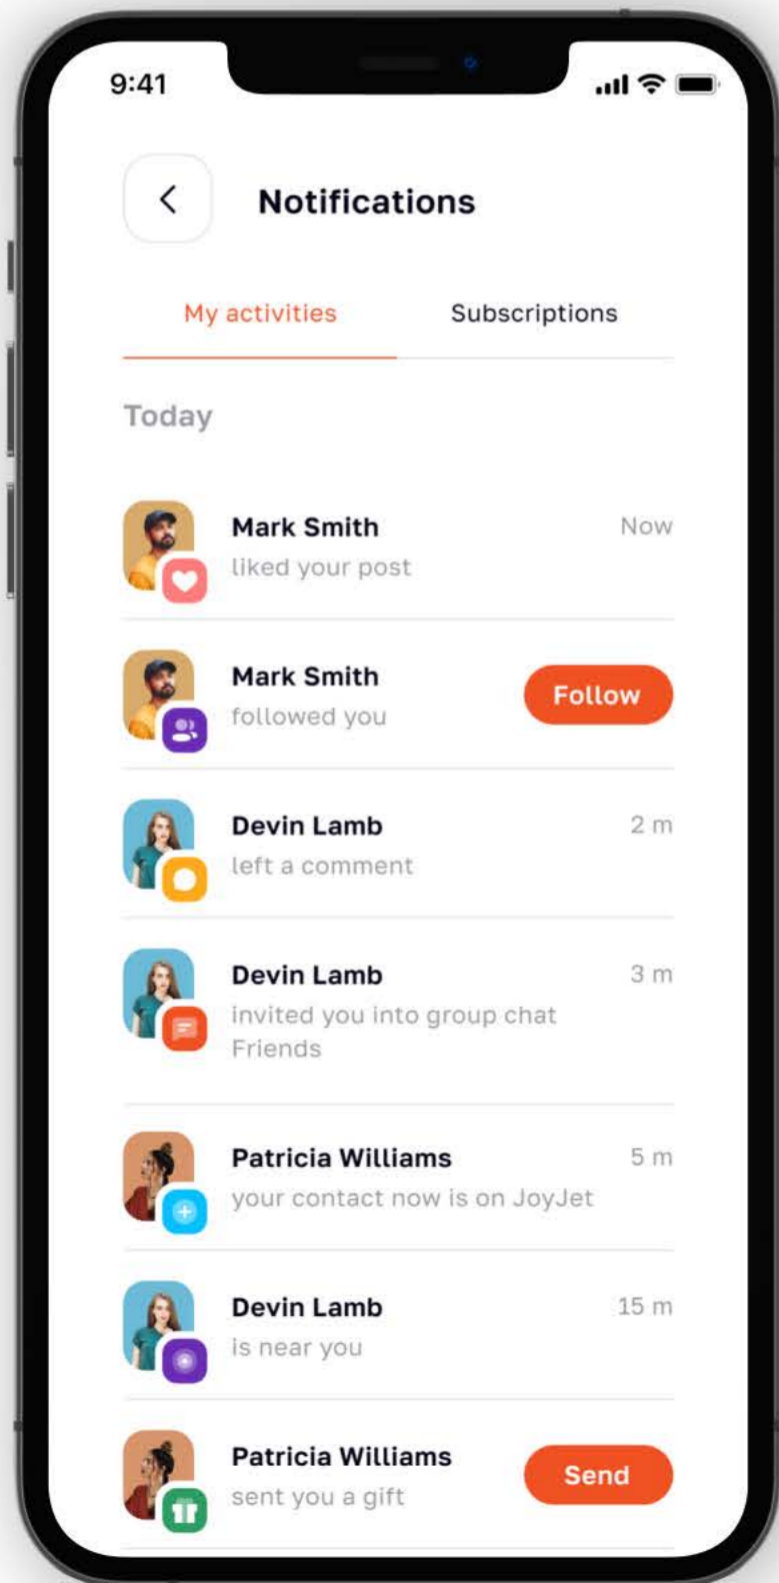 9:41
Notifications
My activities Subscriptions
Today
Mark Smith Now
liked your post
Mark Smith
followed you
Follow
Devin Lamb 2 m
left a comment
Devin Lamb 3 m
invited you into group chat
Friends
Patricia Williams 5 m
your contact now is on JoyJet
Devin Lamb 15 m
is near you
Patricia Williams
sent you a gift
Send